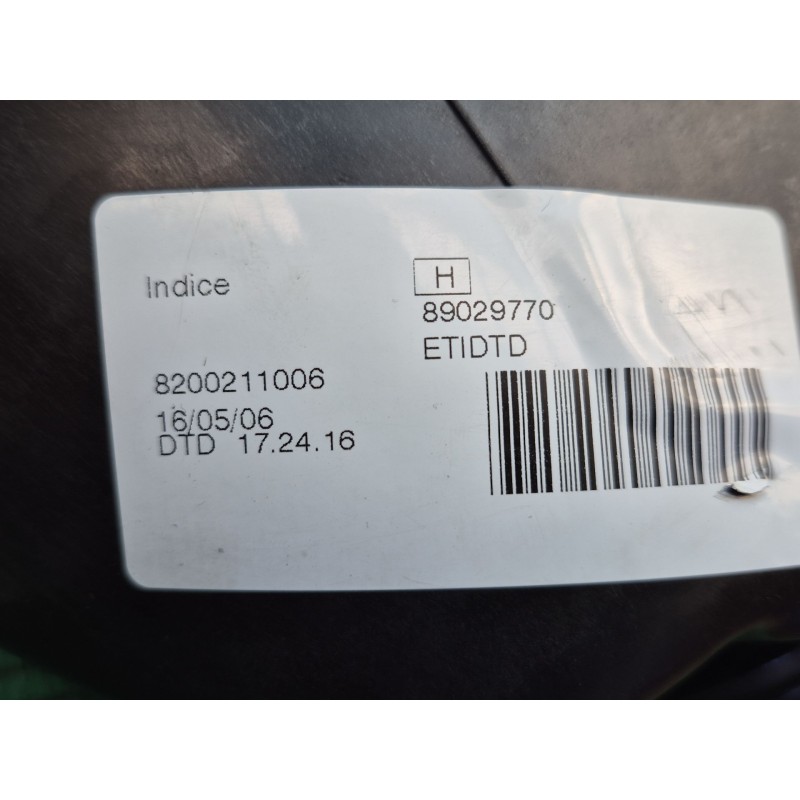 Indice
H
89029770
ETIDTD
8200211006
16/05/06
DTD 17.24.16